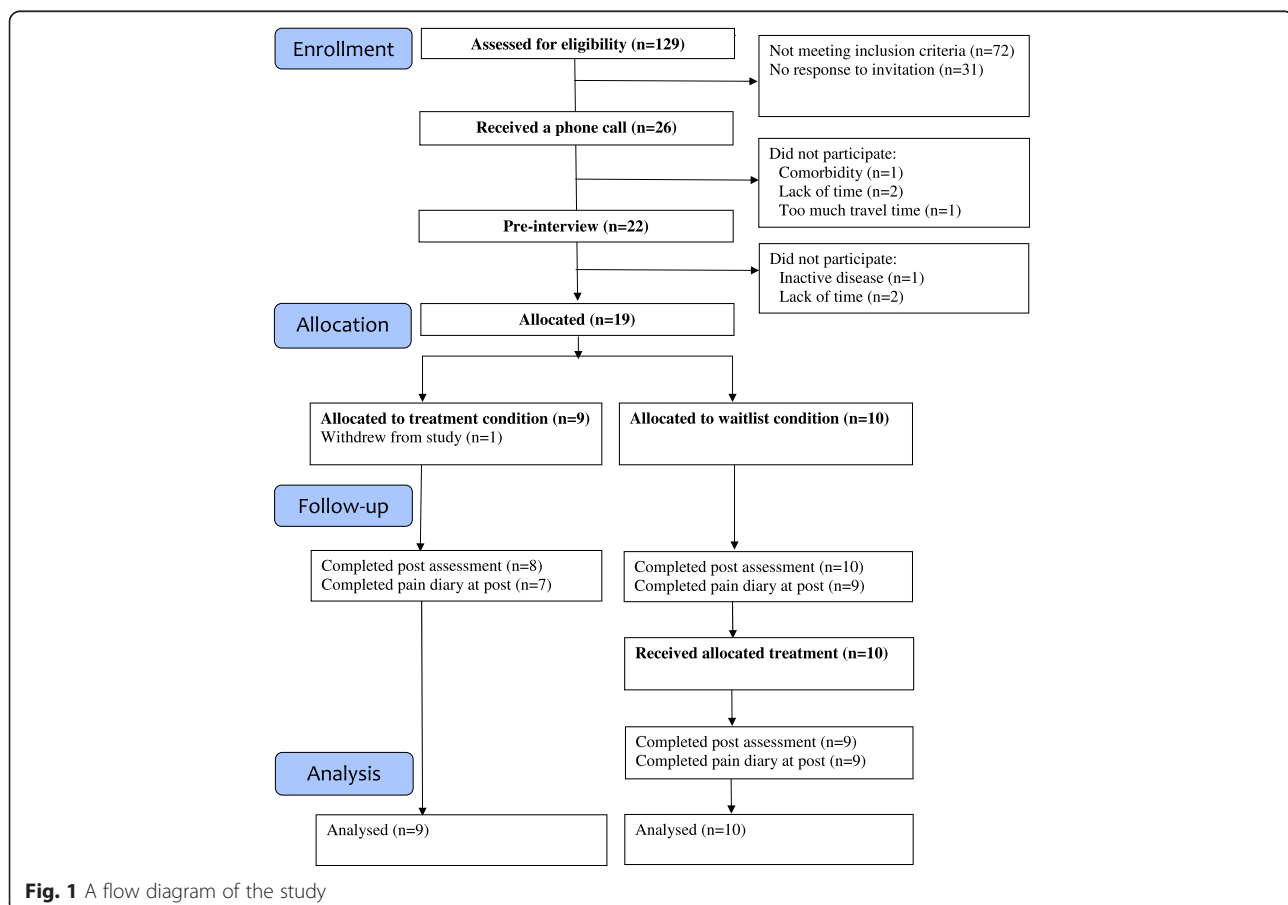 Enrollment
Assessed for eligibility (n=129)
Not meeting inclusion criteria (n=72)
No response to invitation (n=31)
Received a phone call (n=26)
Did not participate:
Comorbidity (n=1)
Lack of time (n=2)
Too much travel time (n=1)
Pre-interview (n=22)
Did not participate:
Inactive disease (n=1)
Lack of time (n=2)
Allocation
Allocated (n=19)
Allocated to treatment condition (n=9)
Withdrew from study (n=1)
Allocated to waitlist condition (n=10)
Follow-up
Completed post assessment (n=8)
Completed pain diary at post (n=7)
Completed post assessment (n=10)
Completed pain diary at post (n=9)
Received allocated treatment (n=10)
Completed post assessment (n=9)
Completed pain diary at post (n=9)
Analysis
Analysed (n=9)
Analysed (n=10)
Fig. 1 A flow diagram of the study